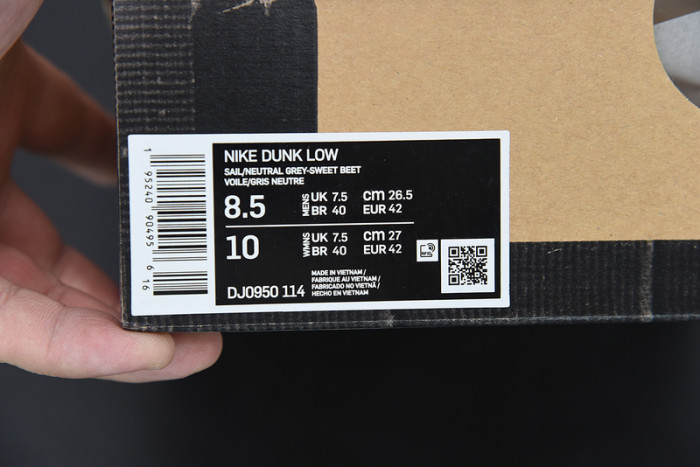 NIKE DUNK LOW
SAIL/NEUTRAL GREY-SWEET BEET
VOILE/GRIS NEUTRE
8.5 MENS UK 7.5 cm 26.5
BR 40 EUR 42
10 WMNS UK 7.5 cm 27
BR 40 EUR 42
DJ0950 114
MADE IN VIETNAM /
FABRIQUE AU VIETNAM /
FABRICADO NO VIETNÃ /
HECHO EN VIETNAM
1 95240 90495 6 16